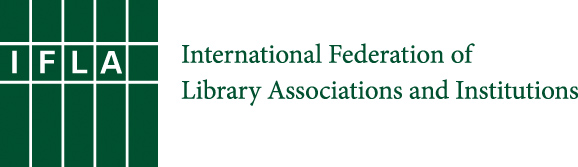 IFLA
International Federation of
Library Associations and Institutions